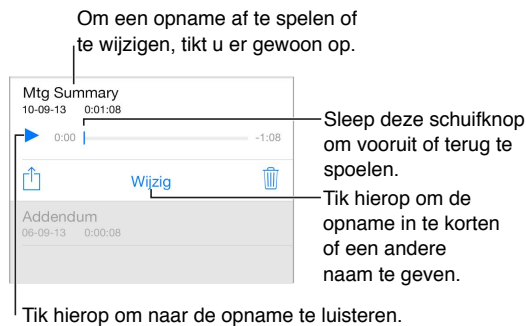 Om een opname af te spelen of
te wijzigen, tikt u er gewoon op.
Mtg Summary
10-09-13 0:01:08
0:00 -1:08
Sleep deze schuifknop
om vooruit of terug te
spoelen.
Wijzig
Tik hierop om de
opname in te korten
of een andere
naam te geven.
Addendum
06-09-13 0:00:08
Tik hierop om naar de opname te luisteren.